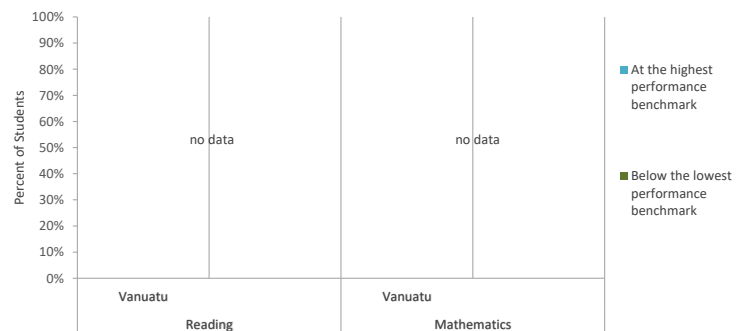 Percent of Students
100%
90%
80%
70%
60%
50%
40%
30%
20%
10%
0%
no data
no data
Vanuatu
Vanuatu
Reading
Mathematics
At the highest
performance
benchmark
Below the lowest
performance
benchmark